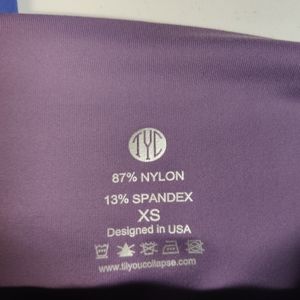 TYC
87% NYLON
13% SPANDEX
XS
Designed in USA
www.tilyoucollapse.com